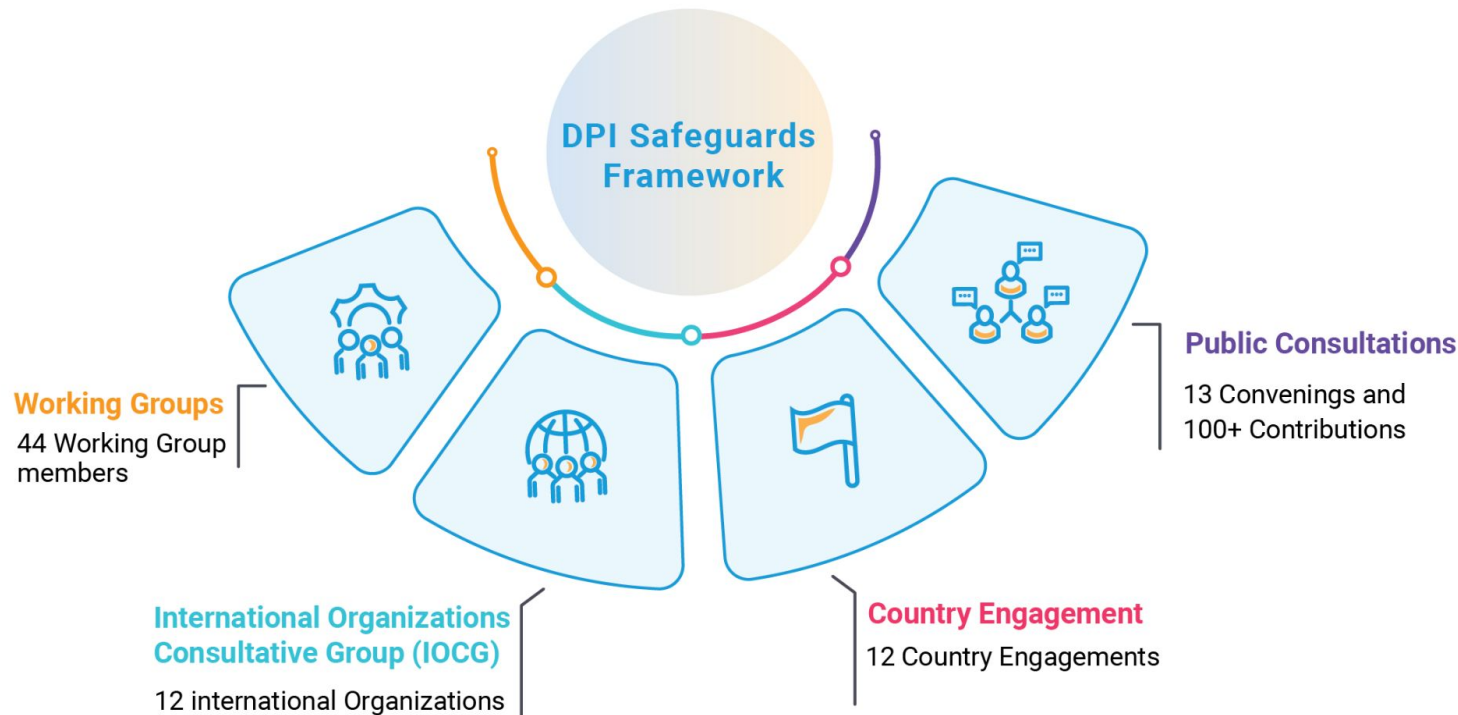 DPI Safeguards
Framework
Working Groups
44 Working Group
members
International Organizations
Consultative Group (IOCG)
12 international Organizations
Country Engagement
12 Country Engagements
Public Consultations
13 Convenings and
100+ Contributions